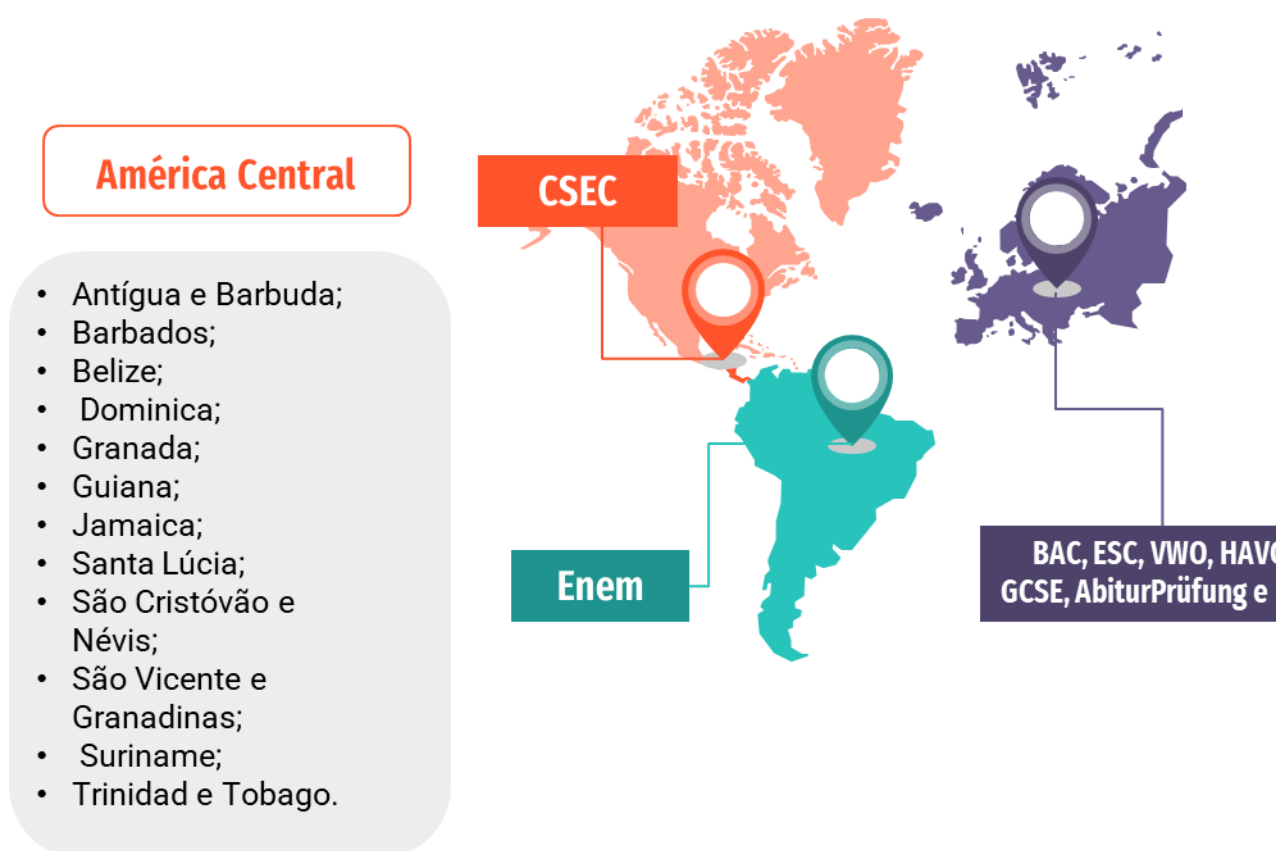 América Central
• Antígua e Barbuda;
• Barbados;
• Belize;
• Dominica;
• Granada;
• Guiana;
• Jamaica;
• Santa Lúcia;
• São Cristóvão e
Névis;
• São Vicente e
Granadinas;
• Suriname;
• Trinidad e Tobago.
CSEC
Enem
BAC, ESC, VWO,
GCSE, AbiturPrüfung e